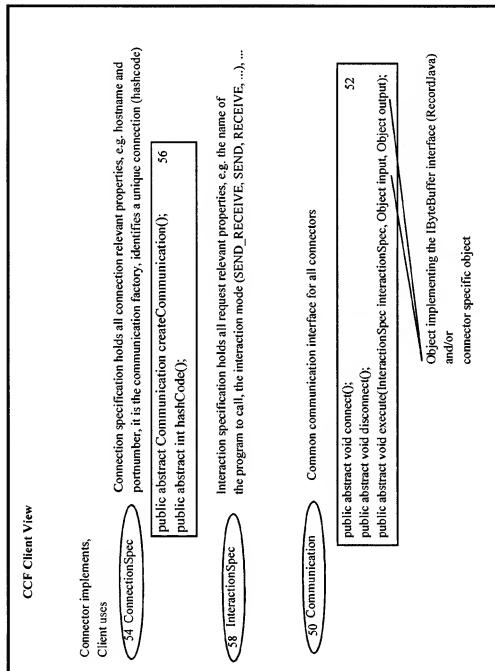 CCF Client View
Connector implements,
Client uses
54 ConnectionSpec
Connection specification holds all connection relevant properties, e.g. hostname and
portnumber, it is the communication factory, identifies a unique connection (hashcode)
public abstract Communication createCommunication();
public abstract int hashCode();
56
58 InteractionSpec
Interaction specification holds all request relevant properties, e.g. the name of
the program to call, the interaction mode (SEND_RECEIVE, SEND, RECEIVE, ...), ...
50 Communication
Common communication interface for all connectors
public abstract void connect();
public abstract void disconnect();
public abstract void execute(InteractionSpec interactionSpec, Object input, Object output);
52
Object implementing the IByteBuffer interface (RecordJava)
and/or
connector specific object